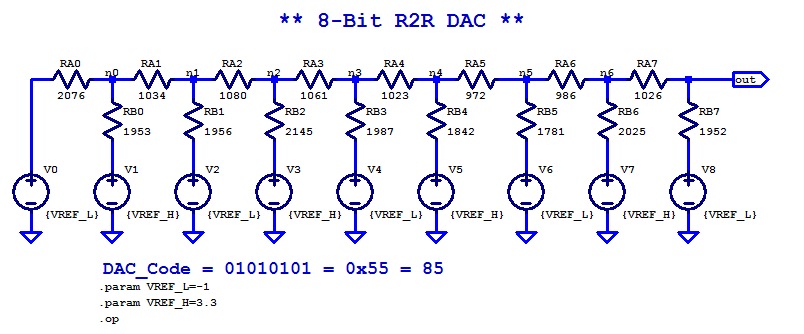 ** 8-Bit R2R DAC **
RA0 RA1 RA2 RA3 RA4 RA5 RA6 RA7
n0 n1 n2 n3 n4 n5 n6 out
2076 1034 1080 1061 1023 972 986 1026
RB0 RB1 RB2 RB3 RB4 RB5 RB6 RB7
1953 1956 2145 1987 1842 1781 2025 1952
V0 V1 V2 V3 V4 V5 V6 V7 V8
{VREF_L} {VREF_H} {VREF_L} {VREF_H} {VREF_L} {VREF_H} {VREF_L} {VREF_H} {VREF_L}
DAC_Code = 01010101 = 0x55 = 85
.param VREF_L=-1
.param VREF_H=3.3
.op